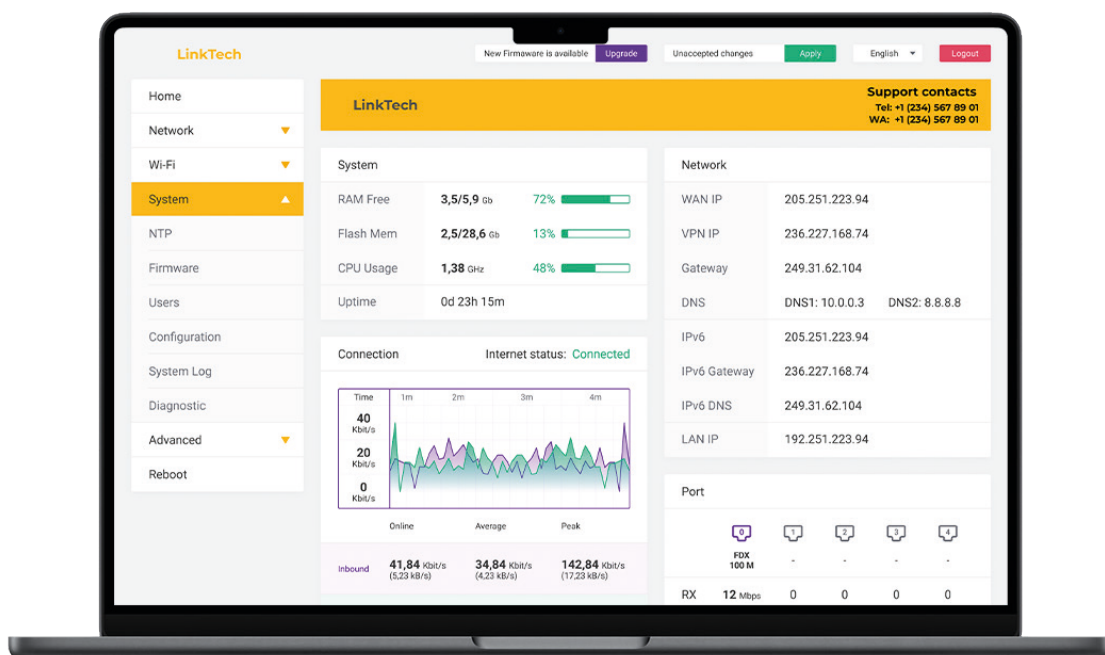 LinkTech
New Firmaware is available Upgrade
Unaccepted changes Apply
English
Logout
Home
Network
Wi-Fi
System
NTP
Firmware
Users
Configuration
System Log
Diagnostic
Advanced
Reboot
LinkTech
Support contacts
Tel: +1 (234) 567 89 01
WA: +1 (234) 567 89 01
System
RAM Free 3,5/5,9 Gb 72%
Flash Mem 2,5/28,6 Gb 13%
CPU Usage 1,38 GHz 48%
Uptime 0d 23h 15m
Connection Internet status: Connected
Time 1m 2m 3m 4m
40
Kbit/s
20
Kbit/s
0
Kbit/s
Online Average Peak
Inbound 41,84 Kbit/s 34,84 Kbit/s 142,84 Kbit/s
(5,23 kB/s) (4,23 kB/s) (17,23 kB/s)
Network
WAN IP 205.251.223.94
VPN IP 236.227.168.74
Gateway 249.31.62.104
DNS DNS1: 10.0.0.3 DNS2: 8.8.8.8
IPv6 205.251.223.94
IPv6 Gateway 236.227.168.74
IPv6 DNS 249.31.62.104
LAN IP 192.251.223.94
Port
0 1 2 3 4
FDX - - - -
100 M
RX 12 Mbps 0 0 0 0